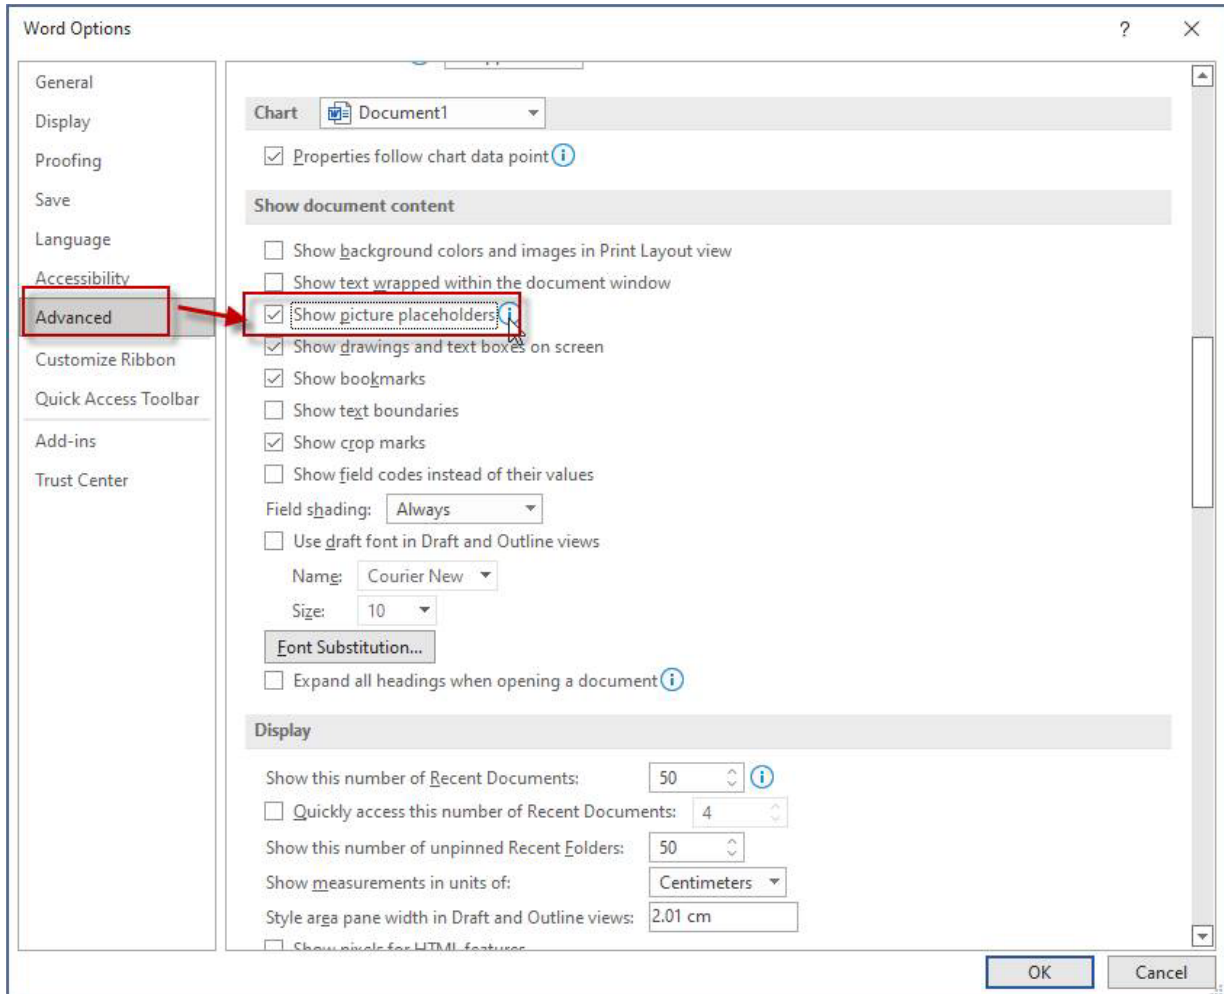 Word Options
?
General
Display
Proofing
Save
Language
Accessibility
Advanced
Customize Ribbon
Quick Access Toolbar
Add-ins
Trust Center
Chart Document1
Properties follow chart data point
Show document content
Show background colors and images in Print Layout view
Show text wrapped within the document window
Show picture placeholders
Show drawings and text boxes on screen
Show bookmarks
Show text boundaries
Show crop marks
Show field codes instead of their values
Field shading: Always
Use draft font in Draft and Outline views
Name: Courier New
Size: 10
Font Substitution...
Expand all headings when opening a document
Display
Show this number of Recent Documents: 50
Quickly access this number of Recent Documents: 4
Show this number of unpinned Recent Folders: 50
Show measurements in units of: Centimeters
Style area pane width in Draft and Outline views: 2.01 cm
Show pixels for HTML features
OK Cancel